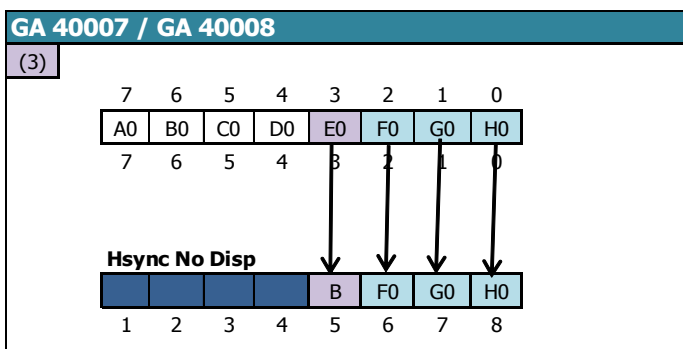 GA 40007 / GA 40008
(3)
7 6 5 4 3 2 1 0
A0 B0 C0 D0 E0 F0 G0 H0
7 6 5 4 3 2 1 0
Hsync No Disp
B F0 G0 H0
1 2 3 4 5 6 7 8